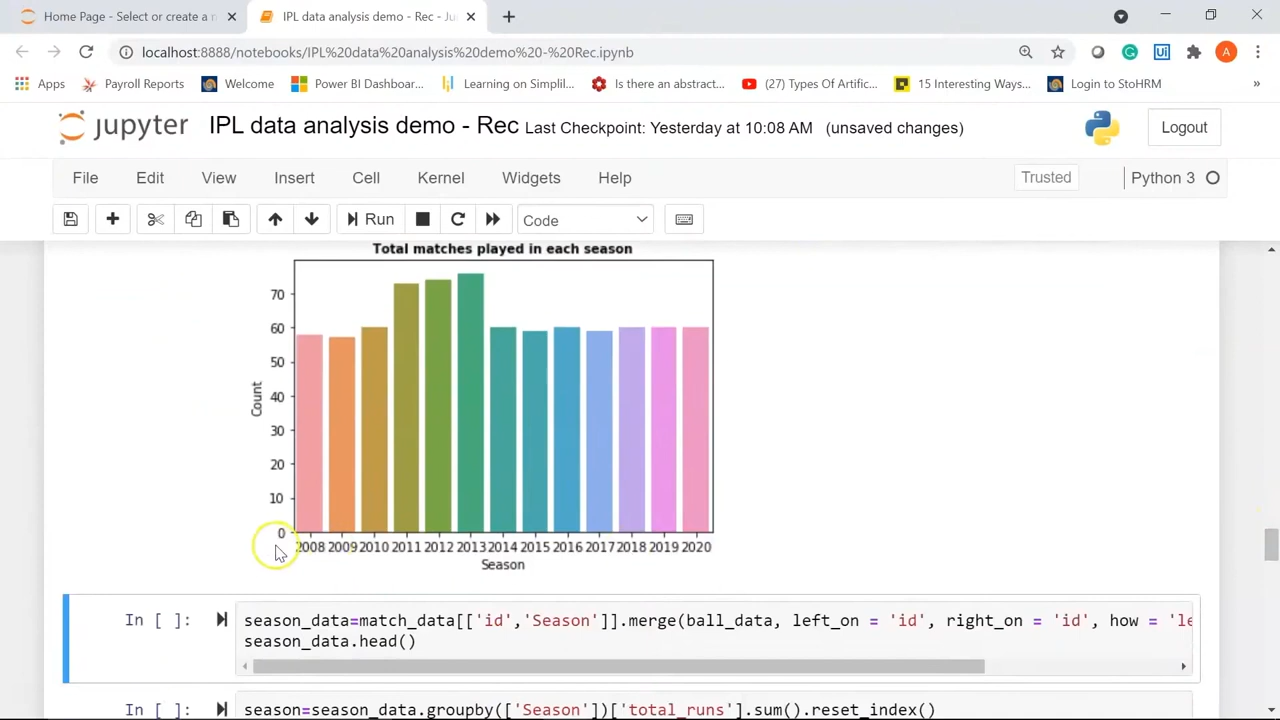 Home Page - Select or create a n
IPL data analysis demo - Rec - Ju
localhost:8888/notebooks/IPL%20data%20analysis%20demo%20-%20Rec.ipynb
A
Apps Payroll Reports Welcome Power BI Dashboar... Learning on Simplil... Is there an abstrac... (27) Types Of Artific... 15 Interesting Ways... Login to StoHRM »
jupyter IPL data analysis demo - Rec Last Checkpoint: Yesterday at 10:08 AM (unsaved changes) Logout
File Edit View Insert Cell Kernel Widgets Help Trusted Python 3
Run Code
Total matches played in each season
70
60
50
40
30
20
10
0
Count
2008 2009 2010 2011 2012 2013 2014 2015 2016 2017 2018 2019 2020
Season
In [ ]: season_data=match_data[['id','Season']].merge(ball_data, left_on = 'id', right_on = 'id', how = 'le
season_data.head()
In [ ]: season=season_data.groupby(['Season'])['total_runs'].sum().reset_index()